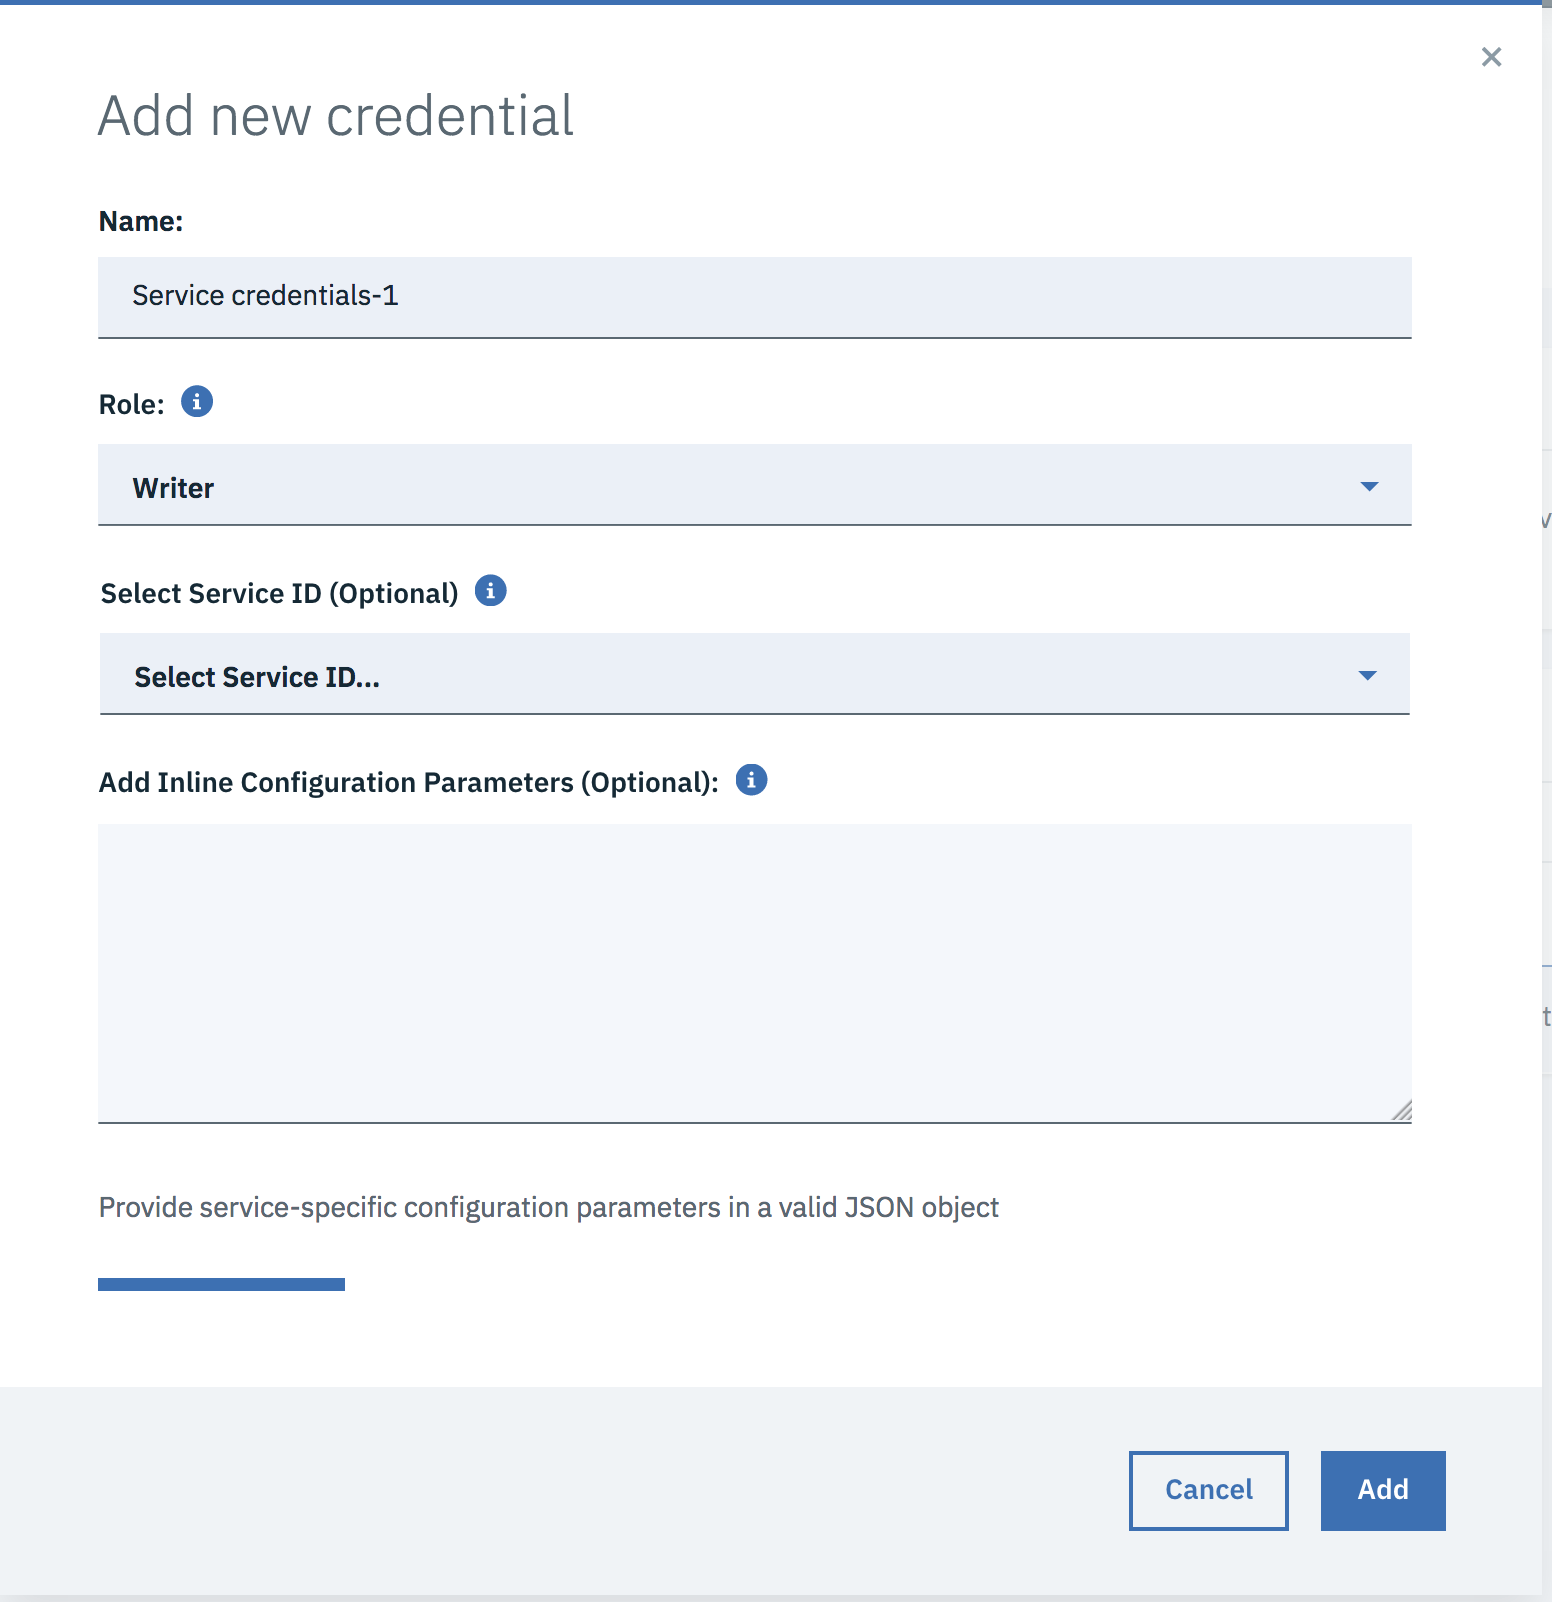 Add new credential
Name:
Service credentials-1
Role:
Writer
Select Service ID (Optional)
Select Service ID...
Add Inline Configuration Parameters (Optional):
Provide service-specific configuration parameters in a valid JSON object
Cancel
Add